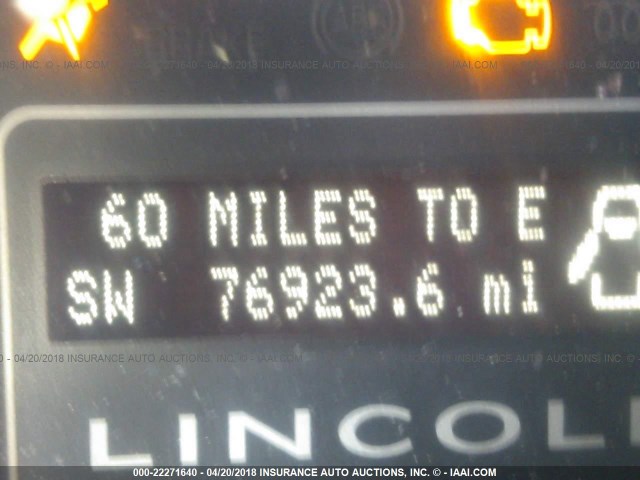 ABS
60 MILES TO E
SW 76923.6 mi
LINCOL
000-22271640 - 04/20/2018 INSURANCE AUTO AUCTIONS, INC. © - IAAI.COM